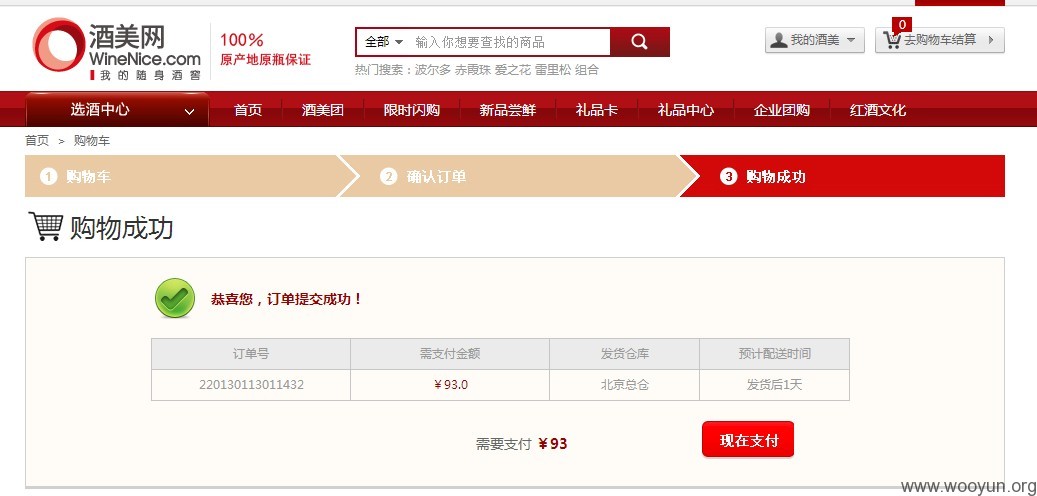 酒美网
WineNice.com
我的随身酒窖
100%
原产地原瓶保证
全部 输入你想要查找的商品
热门搜索：波尔多 赤霞珠 爱之花 雷里松 组合
我的酒美
0
去购物车结算
选酒中心 首页 酒美团 限时闪购 新品尝鲜 礼品卡 礼品中心 企业团购 红酒文化
首页 > 购物车
1 购物车 2 确认订单 3 购物成功
购物成功
恭喜您，订单提交成功！
订单号 需支付金额 发货仓库 预计配送时间
220130113011432 ¥93.0 北京总仓 发货后1天
需要支付 ¥93 现在支付
www.wooyun.org